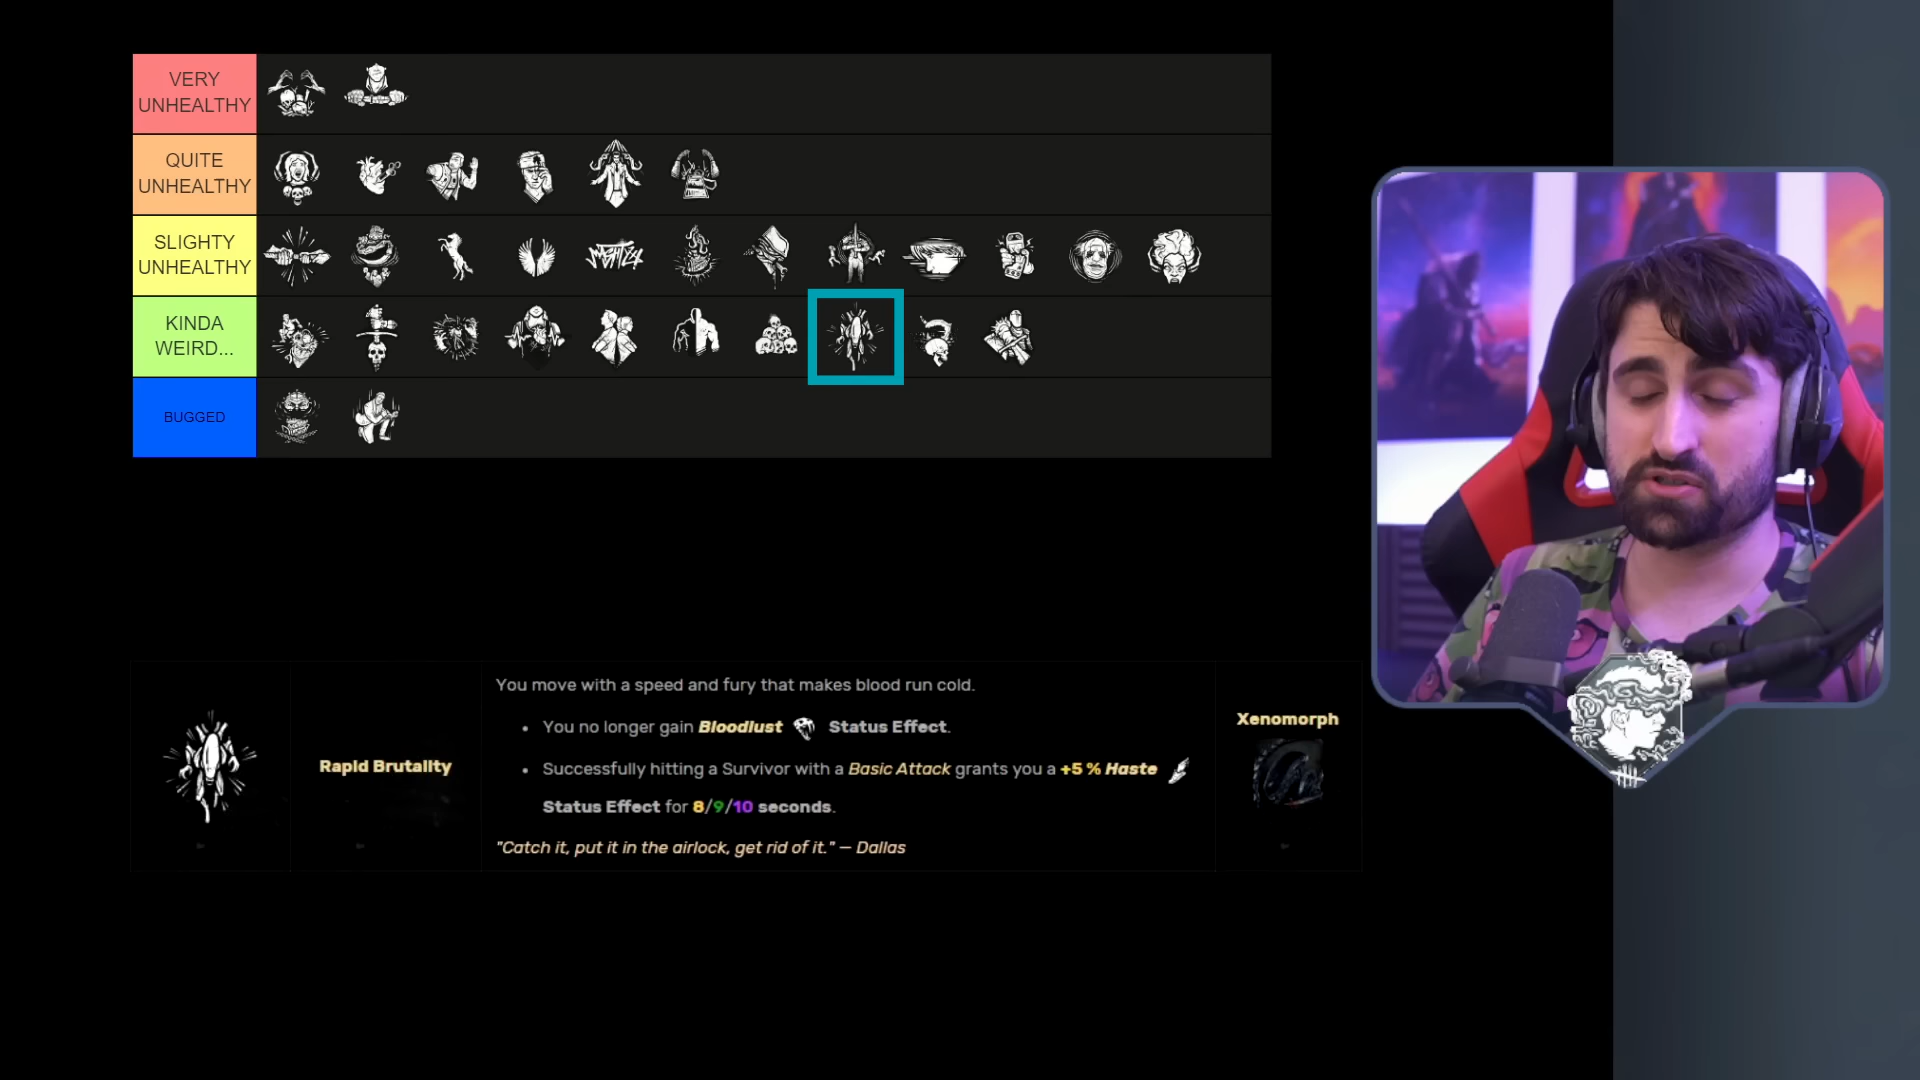 VERY
UNHEALTHY
QUITE
UNHEALTHY
SLIGHTY
UNHEALTHY
KINDA
WEIRD...
BUGGED
Rapid Brutality
You move with a speed and fury that makes blood run cold.
• You no longer gain Bloodlust Status Effect.
• Successfully hitting a Survivor with a Basic Attack grants you a +5 % Haste
Status Effect for 8/9/10 seconds.
"Catch it, put it in the airlock, get rid of it." — Dallas
Xenomorph